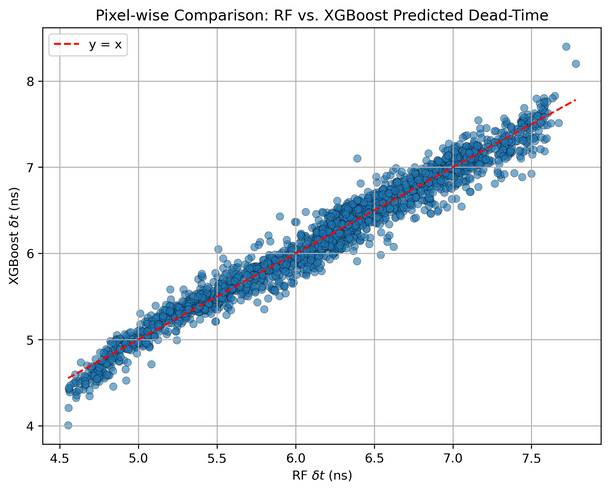 Pixel-wise Comparison: RF vs. XGBoost Predicted Dead-Time
y = x
8
7
6
5
4
XGBoost δt (ns)
4.5 5.0 5.5 6.0 6.5 7.0 7.5
RF δt (ns)